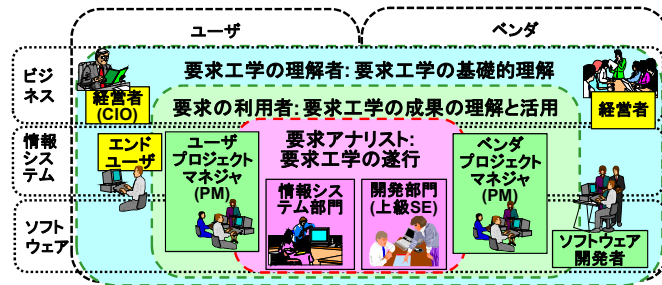 ユーザ
ベンダ
ビジ
ネス
要求工学の理解者: 要求工学の基礎的理解
経営者
(CIO)
経営者
要求の利用者: 要求工学の成果の理解と活用
情報
シス
テム
エンド
ユーザ
ユーザ
プロジェクト
マネジャ
(PM)
要求アナリスト:
要求工学の遂行
ベンダ
プロジェクト
マネジャ
(PM)
情報シス
テム部門
開発部門
(上級SE)
ソフト
ウェア
ソフトウェア
開発者